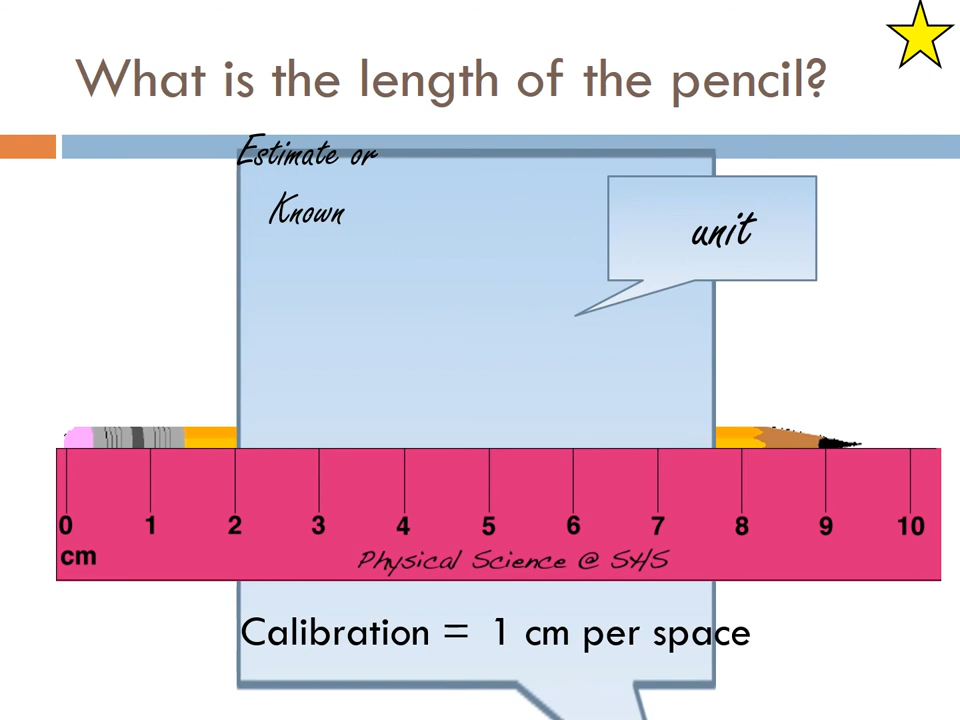 What is the length of the pencil?
Estimate or
Known
unit
0 1 2 3 4 5 6 7 8 9 10
cm
Physical Science @ SHS
Calibration = 1 cm per space